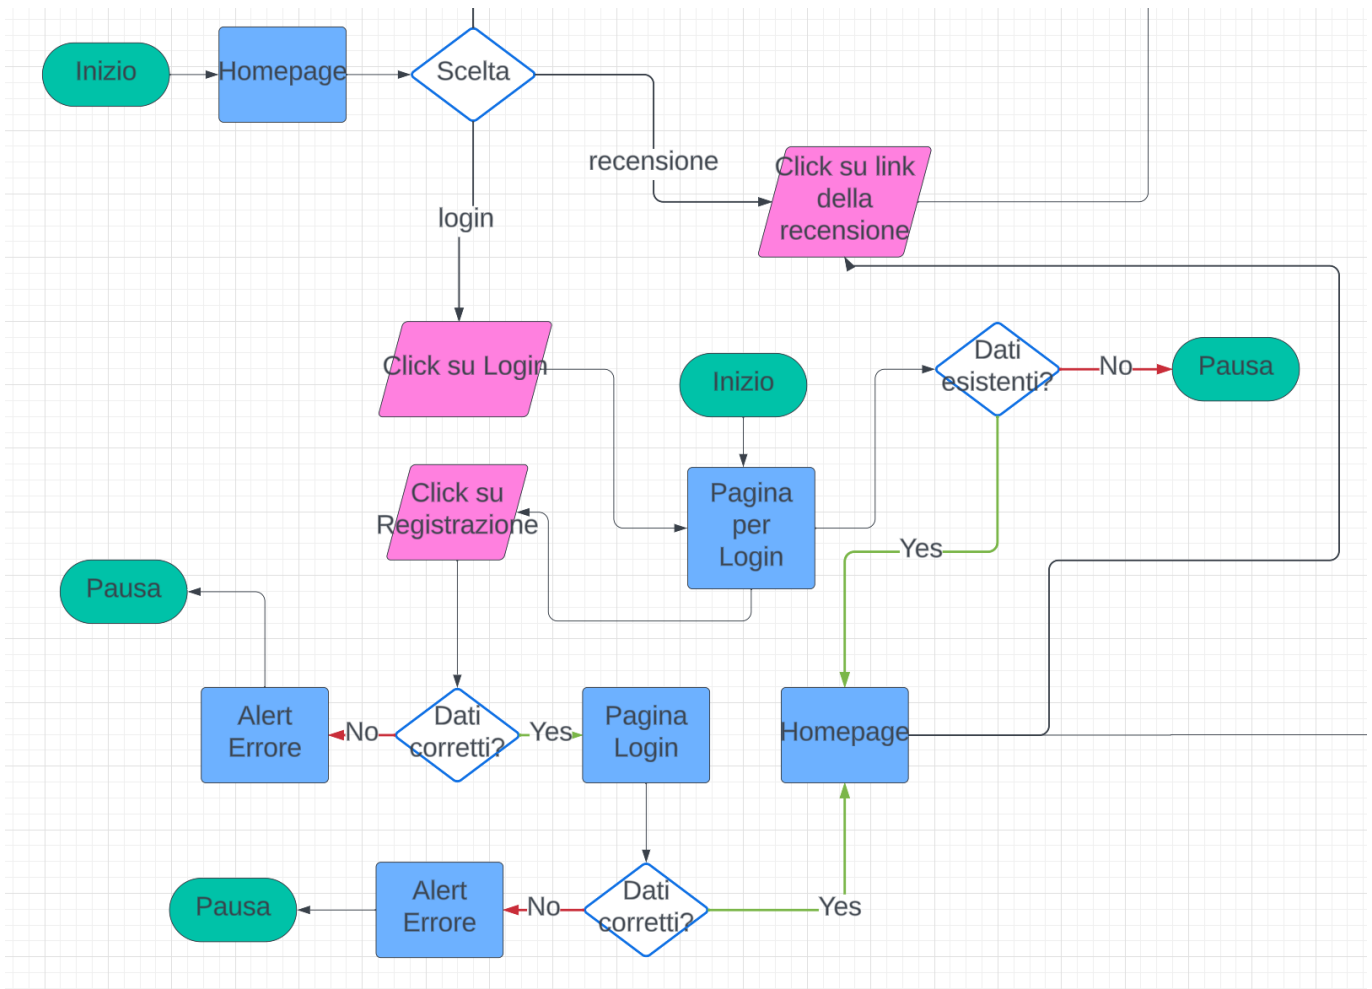 Inizio
Homepage
Scelta
recensione
Click su link
della
recensione
login
Click su Login
Inizio
Dati
esistenti?
No
Pausa
Click su
Registrazione
Pagina
per
Login
Yes
Pausa
Alert
Errore
No
Dati
corretti?
Yes
Pagina
Login
Homepage
Pausa
Alert
Errore
No
Dati
corretti?
Yes